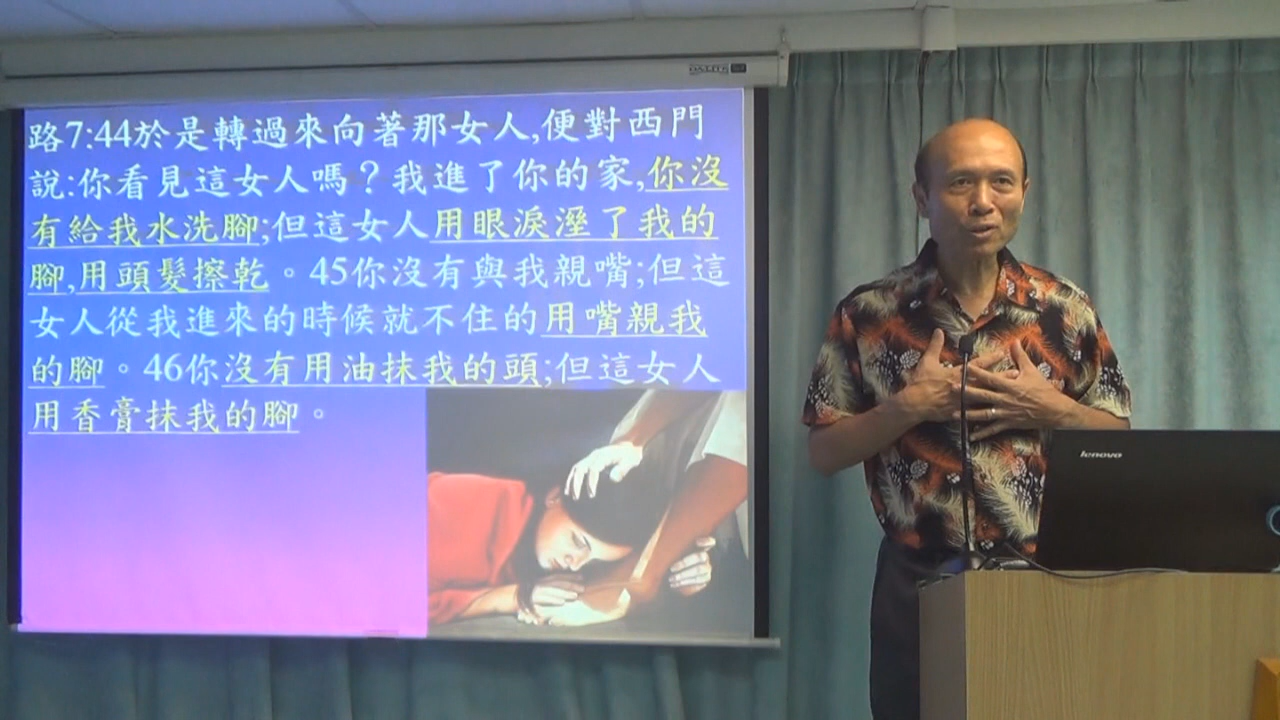 路7:44於是轉過來向著那女人,便對西門
說:你看見這女人嗎？我進了你的家,你沒
有給我水洗腳;但這女人用眼淚溼了我的
腳,用頭髮擦乾。45你沒有與我親嘴;但這
女人從我進來的時候就不住的用嘴親我
的腳。46你沒有用油抹我的頭;但這女人
用香膏抹我的腳。
DA-LITE
lenovo